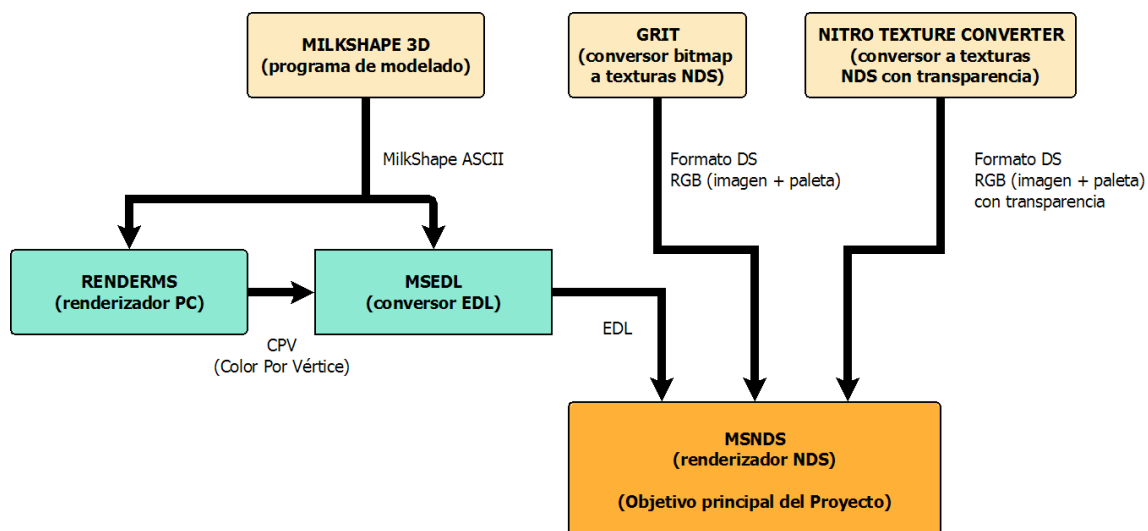 MILKSHAPE 3D
(programa de modelado)
GRIT
(conversor bitmap
a texturas NDS)
NITRO TEXTURE CONVERTER
(conversor a texturas
NDS con transparencia)
MilkShape ASCII
Formato DS
RGB (imagen + paleta)
Formato DS
RGB (imagen + paleta)
con transparencia
RENDERMS
(renderizador PC)
MSEDL
(conversor EDL)
CPV
(Color Por Vértice)
EDL
MSNDS
(renderizador NDS)
(Objetivo principal del Proyecto)